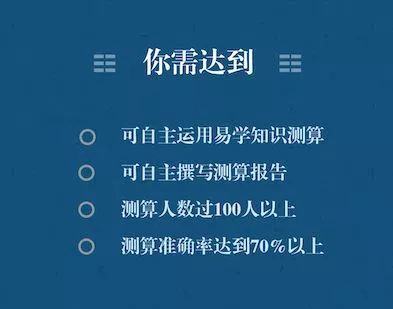 你需达到
可自主运用易学知识测算
可自主撰写测算报告
测算人数过100人以上
测算准确率达到70%以上